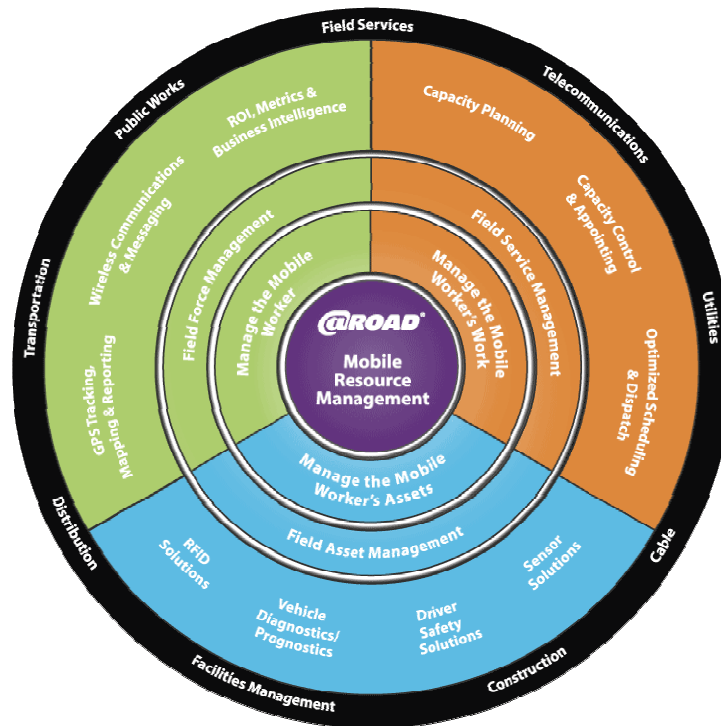 Field Services
Telecommunications
Utilities
Cable
Construction
Facilities Management
Distribution
Transportation
Public Works
ROI, Metrics &
Business Intelligence
Wireless Communications
& Messaging
GPS Tracking,
Mapping & Reporting
Capacity Planning
Capacity Control
& Appointing
Optimized Scheduling
& Dispatch
Sensor
Solutions
Driver
Safety
Solutions
Vehicle
Diagnostics/
Prognostics
RFID
Solutions
Field Force Management
Field Service Management
Field Asset Management
Manage the Mobile
Worker
Manage the Mobile
Worker's Work
Manage the Mobile
Worker's Assets
@ROAD®
Mobile
Resource
Management